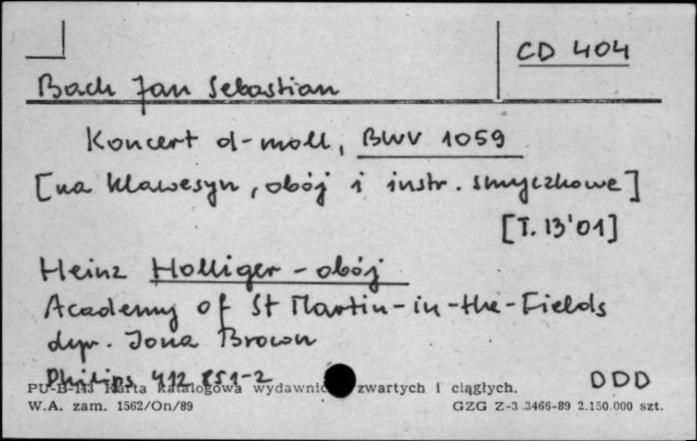 CD 404
Bach Jan Sebastian
Koncert d-moll, BWV 1059
[na klawesyn, obój i instr. smyczkowe]
[T. 13'01]
Heinz Holliger - obój
Academy of St Martin-in-the-Fields
dyr. Iona Brown
Philips 412 851-2 DDD
PU-B-113 Karta katalogowa wydawnic zwartych i ciągłych.
W.A. zam. 1562/On/89 GZG Z-3 3466-89 2.150.000 szt.